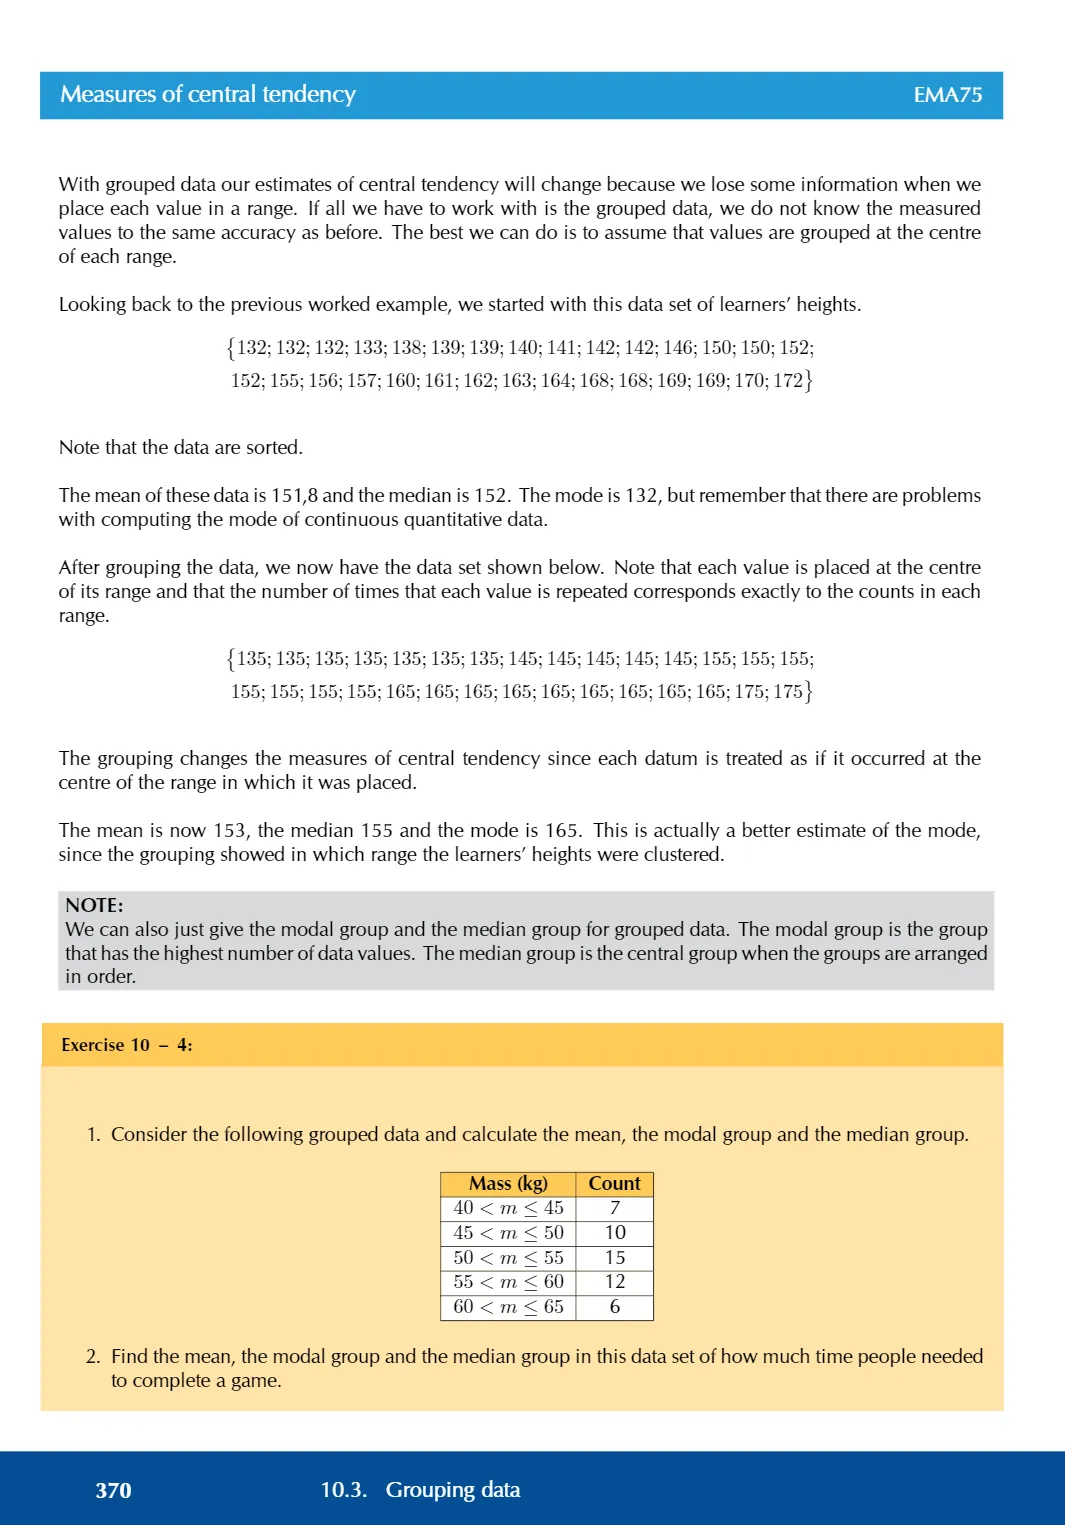 Measures of central tendency EMA75
With grouped data our estimates of central tendency will change because we lose some information when we
place each value in a range. If all we have to work with is the grouped data, we do not know the measured
values to the same accuracy as before. The best we can do is to assume that values are grouped at the centre
of each range.
Looking back to the previous worked example, we started with this data set of learners’ heights.
{132; 132; 132; 133; 138; 139; 139; 140; 141; 142; 142; 146; 150; 150; 152;
152; 155; 156; 157; 160; 161; 162; 163; 164; 168; 168; 169; 169; 170; 172}
Note that the data are sorted.
The mean of these data is 151,8 and the median is 152. The mode is 132, but remember that there are problems
with computing the mode of continuous quantitative data.
After grouping the data, we now have the data set shown below. Note that each value is placed at the centre
of its range and that the number of times that each value is repeated corresponds exactly to the counts in each
range.
{135; 135; 135; 135; 135; 135; 135; 145; 145; 145; 145; 145; 155; 155; 155;
155; 155; 155; 155; 165; 165; 165; 165; 165; 165; 165; 165; 165; 175; 175}
The grouping changes the measures of central tendency since each datum is treated as if it occurred at the
centre of the range in which it was placed.
The mean is now 153, the median 155 and the mode is 165. This is actually a better estimate of the mode,
since the grouping showed in which range the learners’ heights were clustered.
NOTE:
We can also just give the modal group and the median group for grouped data. The modal group is the group
that has the highest number of data values. The median group is the central group when the groups are arranged
in order.
Exercise 10 – 4:
1. Consider the following grouped data and calculate the mean, the modal group and the median group.
Mass (kg) Count
40 < m ≤ 45 7
45 < m ≤ 50 10
50 < m ≤ 55 15
55 < m ≤ 60 12
60 < m ≤ 65 6
2. Find the mean, the modal group and the median group in this data set of how much time people needed
to complete a game.
370 10.3. Grouping data